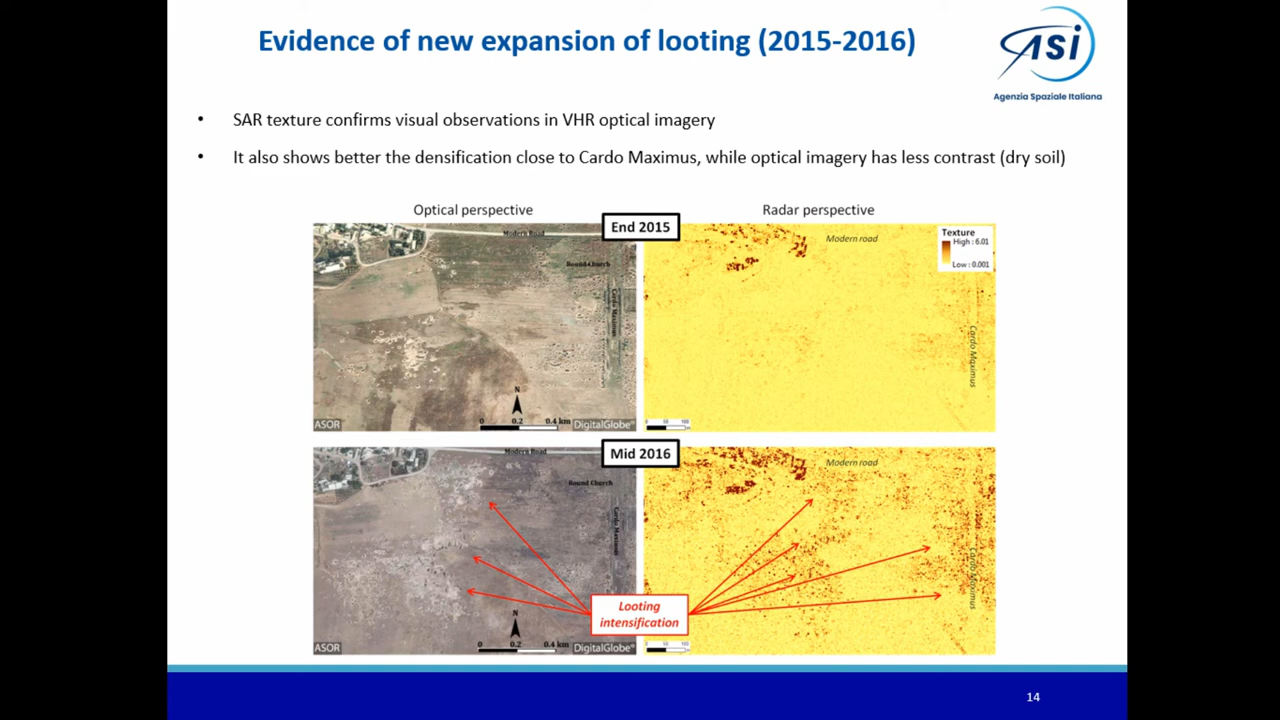 Evidence of new expansion of looting (2015-2016)
ASI
Agenzia Spaziale Italiana
• SAR texture confirms visual observations in VHR optical imagery
• It also shows better the densification close to Cardo Maximus, while optical imagery has less contrast (dry soil)
Optical perspective
Radar perspective
End 2015
Modern Road
Round Church
Cardo Maximus
N
0 0.2 0.4 km
ASOR
DigitalGlobe
Modern road
Texture
High : 6.01
Low : 0.001
Cardo Maximus
Mid 2016
Modern Road
Round Church
Cardo Maximus
N
0 0.2 0.4 km
ASOR
DigitalGlobe
Modern road
Cardo Maximus
Looting
intensification
14